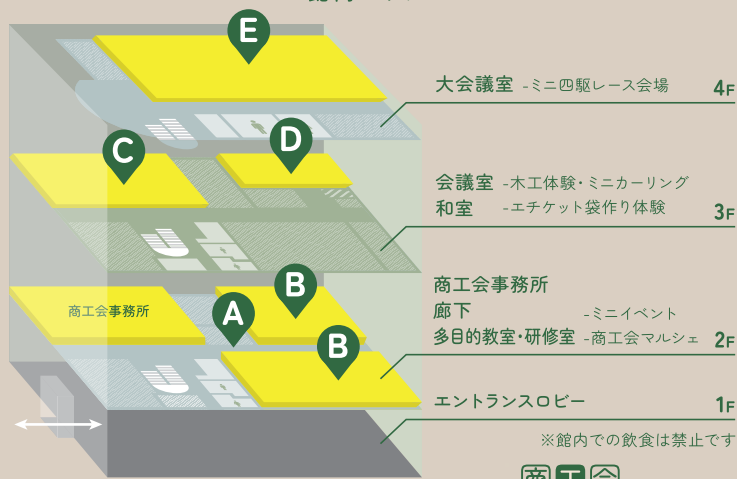 E
大会議室 -ミニ四駆レース会場 4F
C
D
会議室 -木工体験・ミニカーリング
和室 -エチケット袋作り体験 3F
商工会事務所
B
A
B
商工会事務所
廊下 -ミニイベント
多目的教室・研修室 -商工会マルシェ 2F
エントランスロビー 1F
※館内での飲食は禁止です
商工会